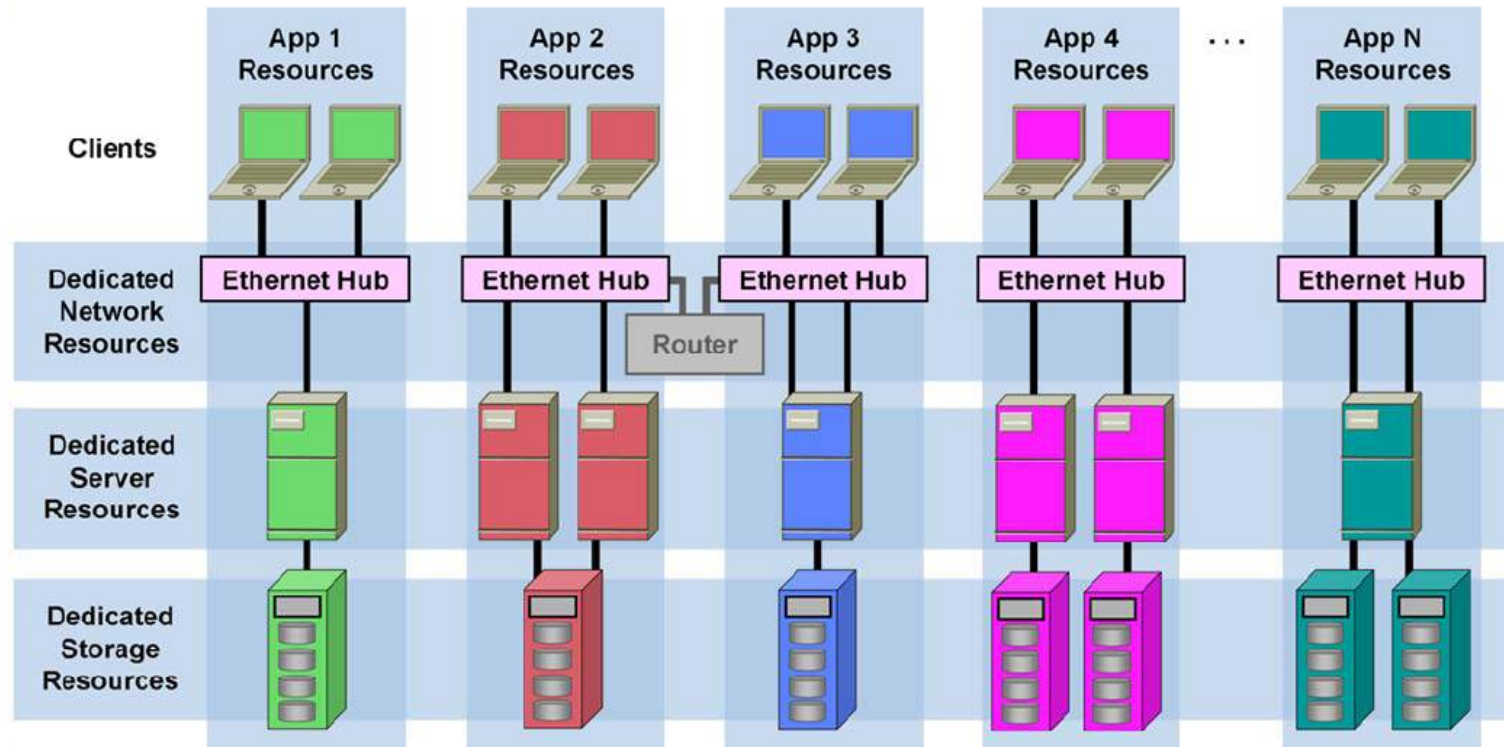 App 1
Resources
App 2
Resources
App 3
Resources
App 4
Resources
...
App N
Resources
Clients
Dedicated
Network
Resources
Ethernet Hub
Ethernet Hub
Ethernet Hub
Ethernet Hub
Ethernet Hub
Router
Dedicated
Server
Resources
Dedicated
Storage
Resources